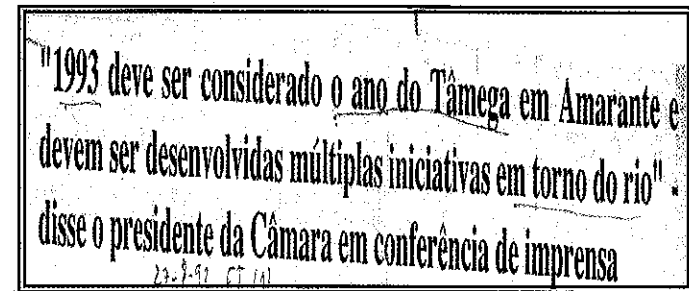 "1993 deve ser considerado o ano do Tâmega em Amarante e
devem ser desenvolvidas múltiplas iniciativas em torno do rio" -
disse o presidente da Câmara em conferência de imprensa